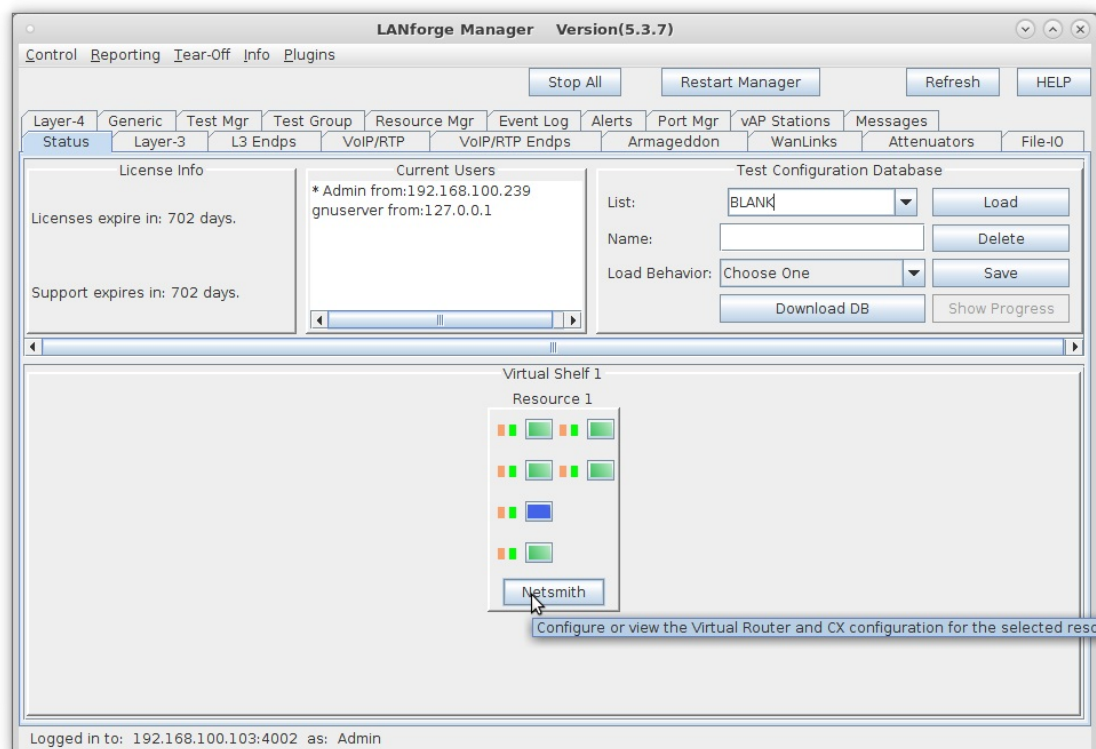 LANforge Manager Version(5.3.7)
Control Reporting Tear-Off Info Plugins
Stop All Restart Manager Refresh HELP
Layer-4 Generic Test Mgr Test Group Resource Mgr Event Log Alerts Port Mgr vAP Stations Messages
Status Layer-3 L3 Endps VoIP/RTP VoIP/RTP Endps Armageddon WanLinks Attenuators File-IO
License Info
Licenses expire in: 702 days.
Support expires in: 702 days.
Current Users
* Admin from:192.168.100.239
gnuserver from:127.0.0.1
Test Configuration Database
List: BLANK Load
Name: Delete
Load Behavior: Choose One Save
Download DB Show Progress
Virtual Shelf 1
Resource 1
Netsmith
Configure or view the Virtual Router and CX configuration for the selected
Logged in to: 192.168.100.103:4002 as: Admin